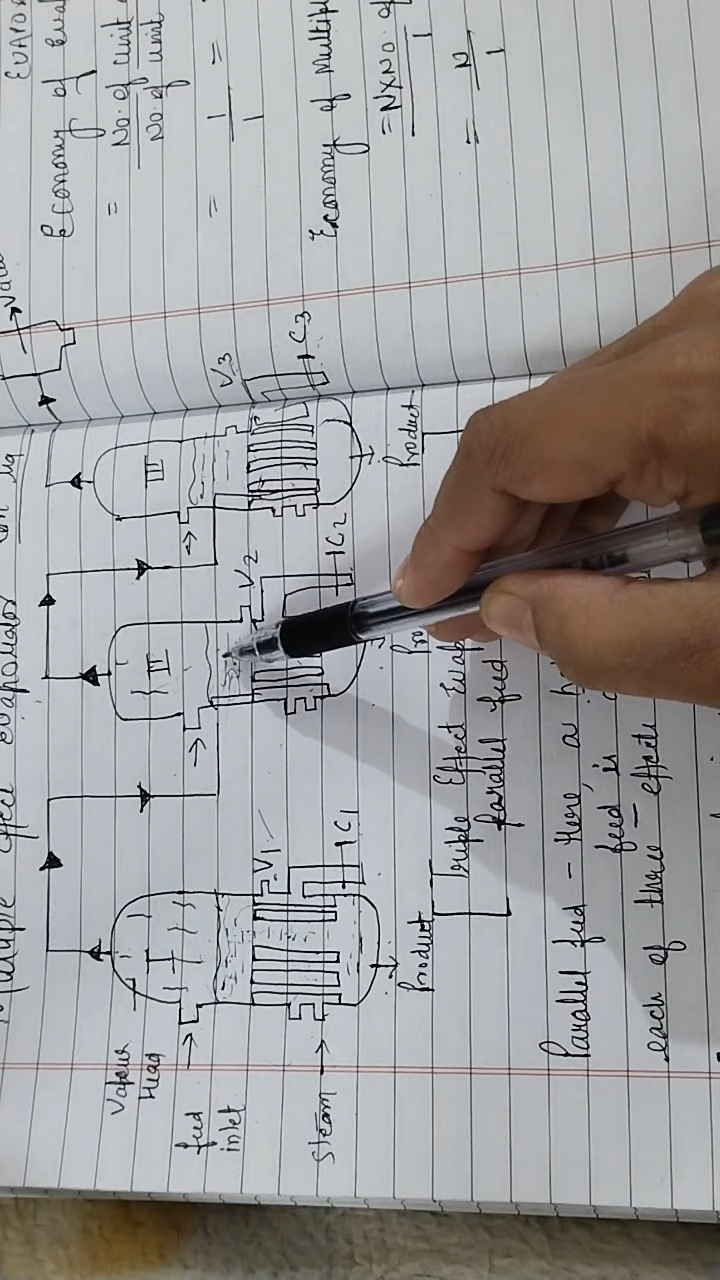 Multiple effect evaporator
Vapour
Head
feed
inlet
Steam
I
II
III
V1
V2
V3
C1
C2
C3
Product
Product
Triple Effect Evap
parallel feed
Parallel feed - Here, a
feed is
each of three - effects
Economy of
= No. of unit
No. of unit
= 1 =
1
Economy of Multipl
= N×No. of
1
= N
1